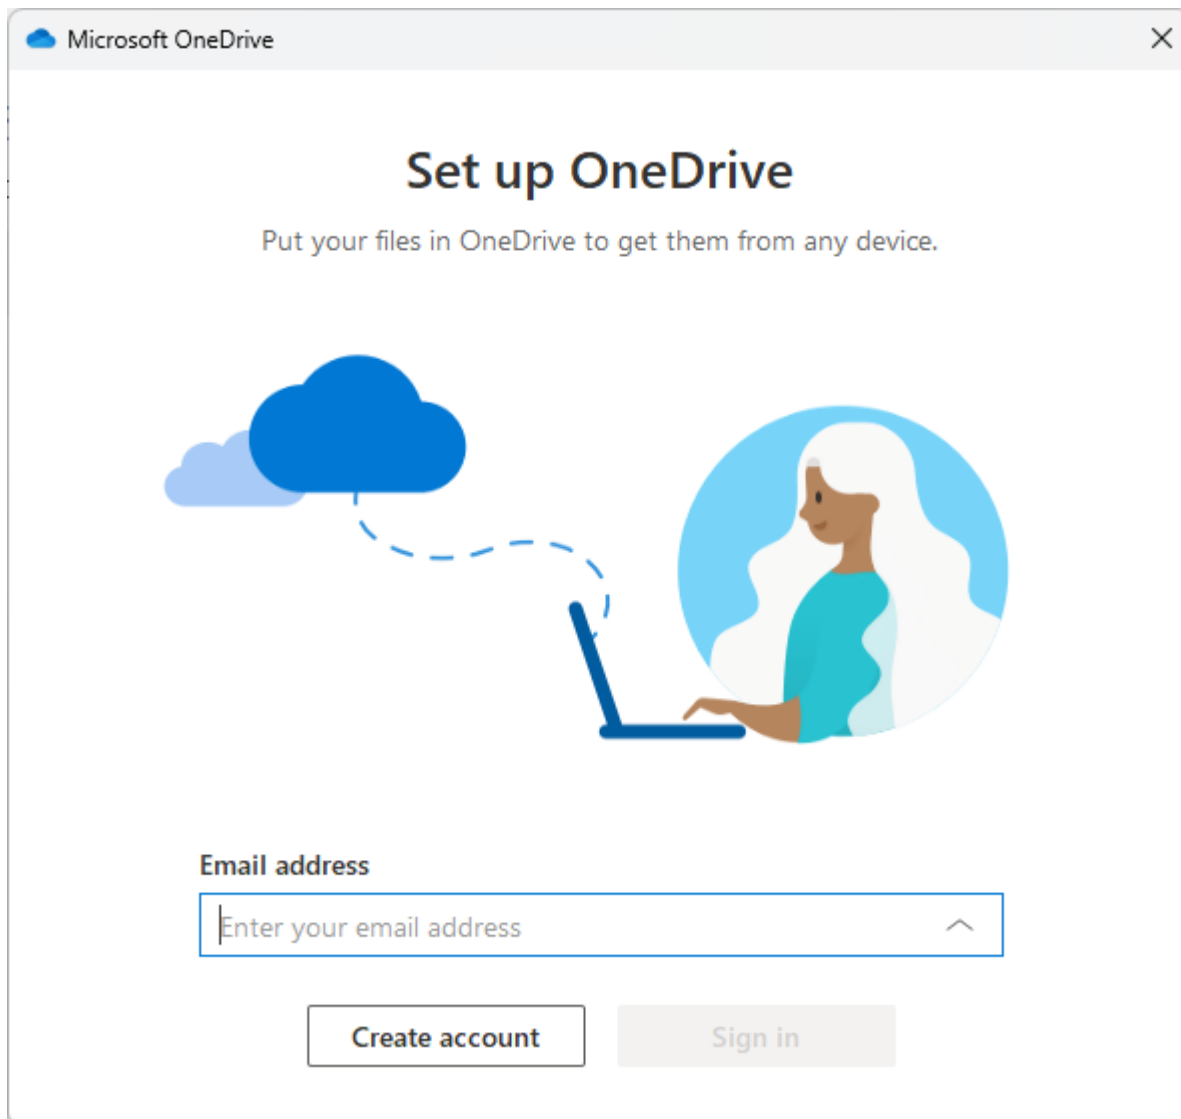 Microsoft OneDrive
Set up OneDrive
Put your files in OneDrive to get them from any device.
Email address
Enter your email address
Create account
Sign in